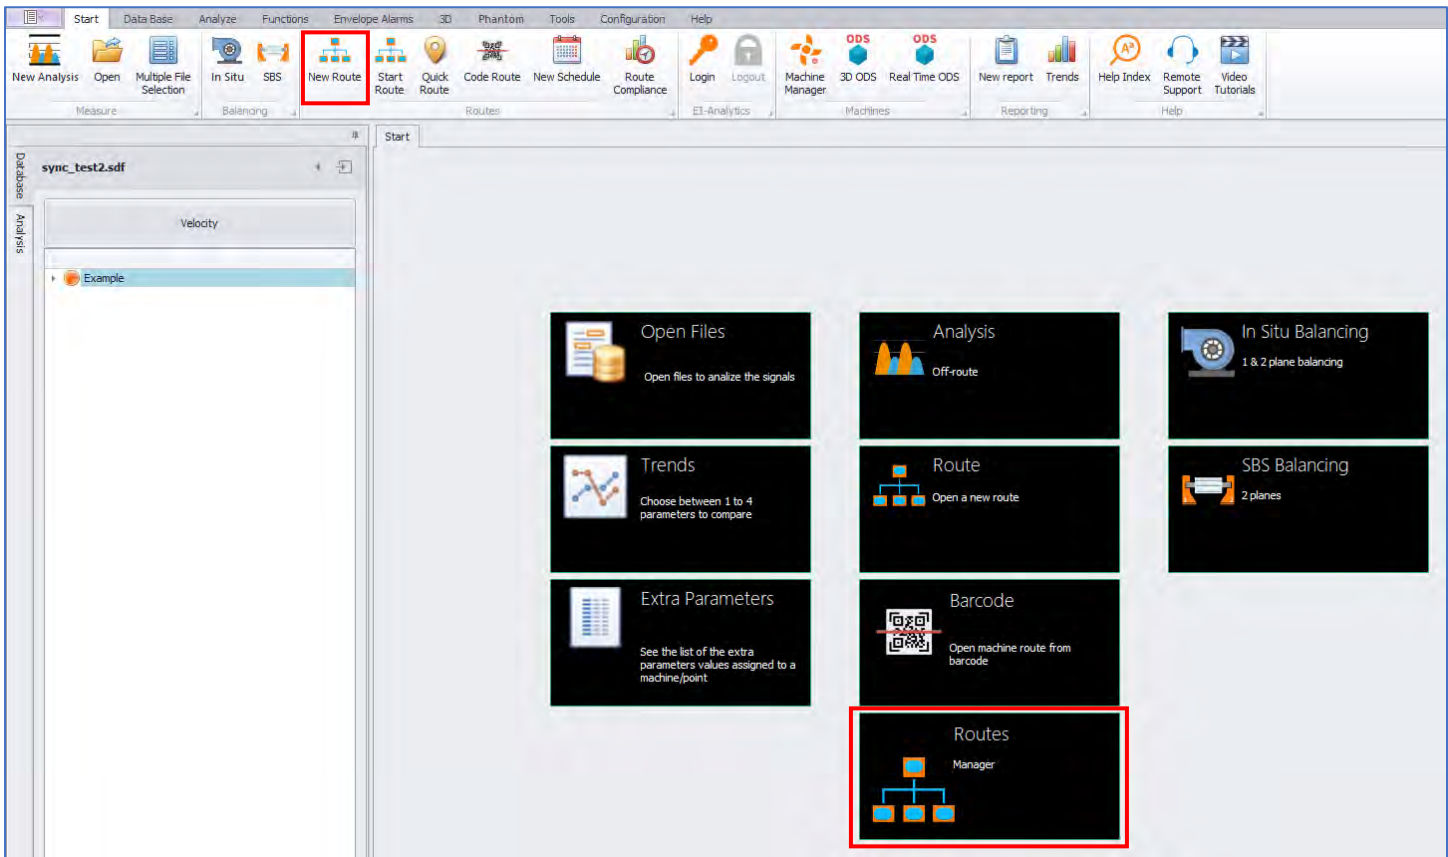 Start Data Base Analyze Functions Envelope Alarms 3D Phantom Tools Configuration Help
New Analysis Open Multiple File Selection In Situ SBS New Route Start Route Quick Route Code Route New Schedule Route Compliance Login Logout Machine Manager ODS 3D ODS ODS Real Time ODS New report Trends Help Index Remote Support Video Tutorials
Measure Balancing Routes EI-Analytics Machines Reporting Help
Start
Database
Analysis
sync_test2.sdf
Velocity
Example
Open Files
Open files to analize the signals
Analysis
Off-route
In Situ Balancing
1 & 2 plane balancing
Trends
Choose between 1 to 4
parameters to compare
Route
Open a new route
SBS Balancing
2 planes
Extra Parameters
See the list of the extra
parameters values assigned to a
machine/point
Barcode
Open machine route from
barcode
Routes
Manager